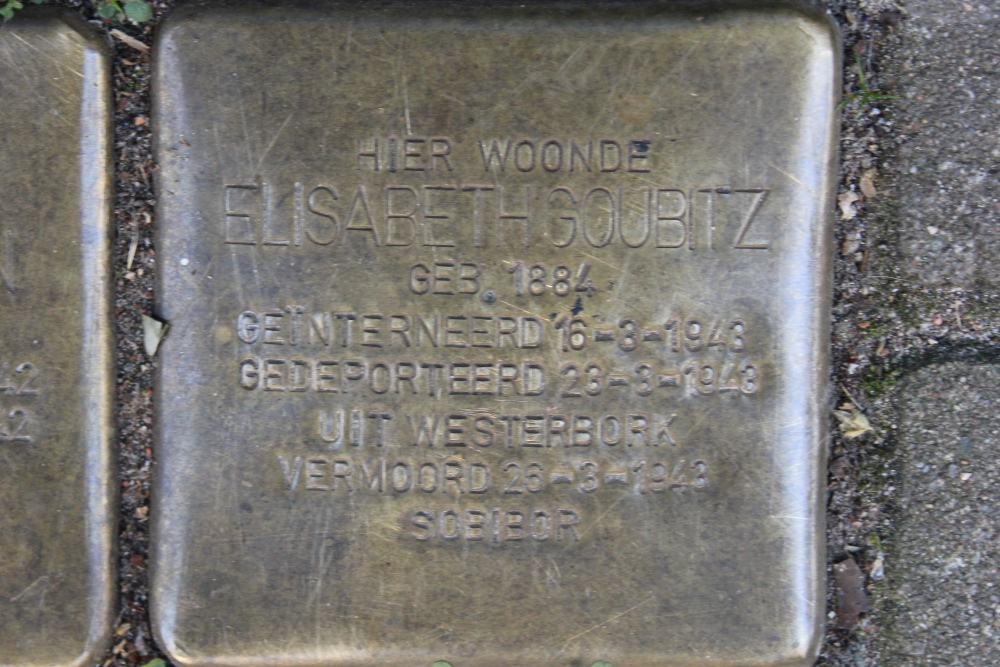 HIER WOONDE
ELISABETH GOUBITZ
GEB. 1884
GEÏNTERNEERD 16-3-1943
GEDEPORTEERD 23-3-1943
UIT WESTERBORK
VERMOORD 26-3-1943
SOBIBOR